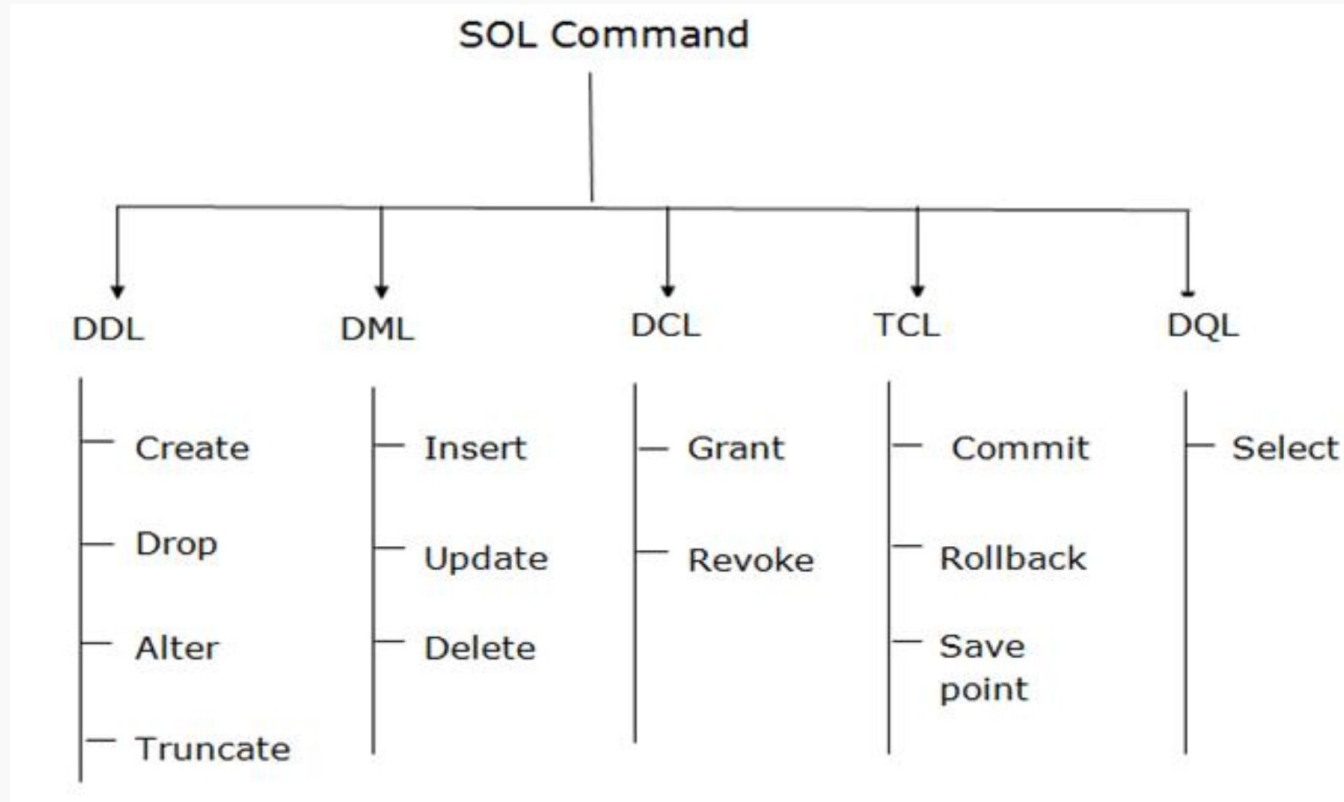 SOL Command
DDL
DML
DCL
TCL
DQL
Create
Insert
Grant
Commit
Select
Drop
Update
Revoke
Rollback
Alter
Delete
Save
point
Truncate